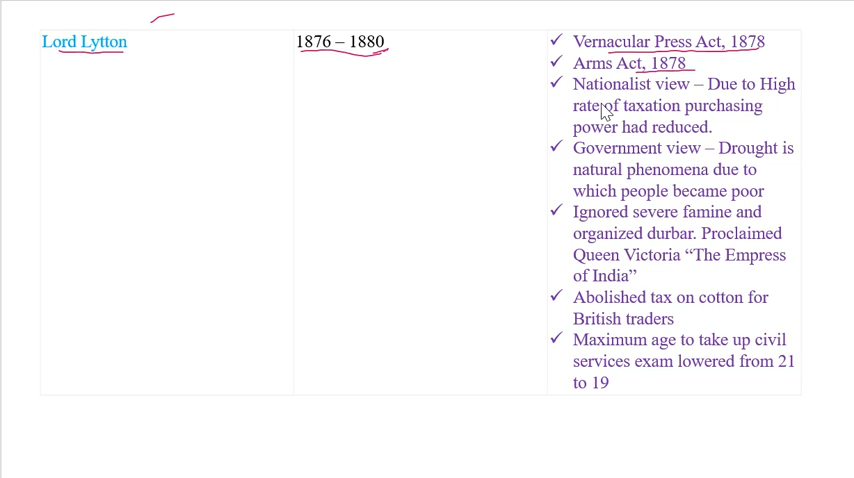 Lord Lytton
1876 – 1880
✓ Vernacular Press Act, 1878
✓ Arms Act, 1878
✓ Nationalist view – Due to High
rate of taxation purchasing
power had reduced.
✓ Government view – Drought is
natural phenomena due to
which people became poor
✓ Ignored severe famine and
organized durbar. Proclaimed
Queen Victoria “The Empress
of India”
✓ Abolished tax on cotton for
British traders
✓ Maximum age to take up civil
services exam lowered from 21
to 19